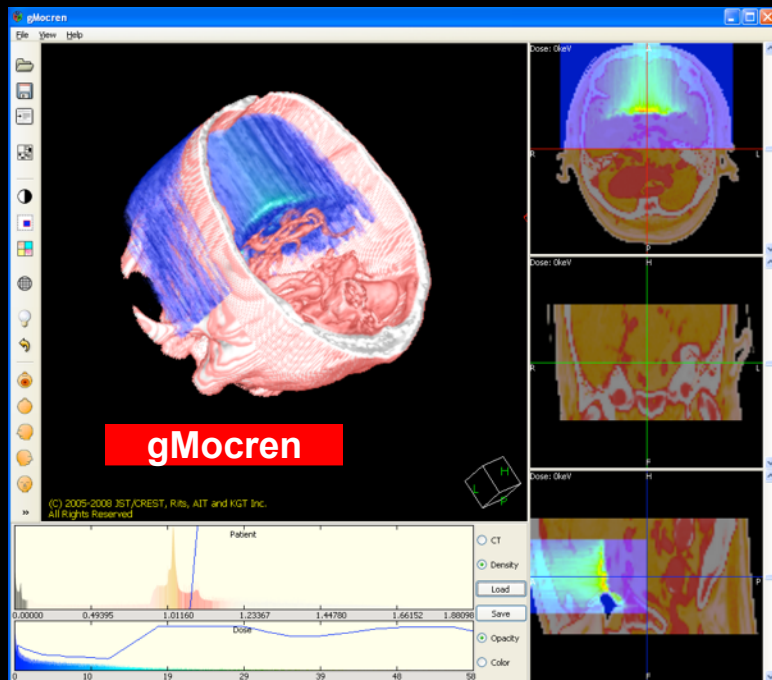 gMocren
File View Help
gMocren
(C) 2005-2008 JST/CREST, Rits, AIT and KGT Inc.
All Rights Reserved
L H P
Dose: 0keV
R L
P
Dose: 0keV
H
R L
F
Dose: 0keV
H
P
F
Patient
0.00000 0.49395 1.01160 1.23367 1.44780 1.66152 1.88098
Dose
0 10 19 29 39 48 58
CT
Density
Load
Save
Opacity
Color